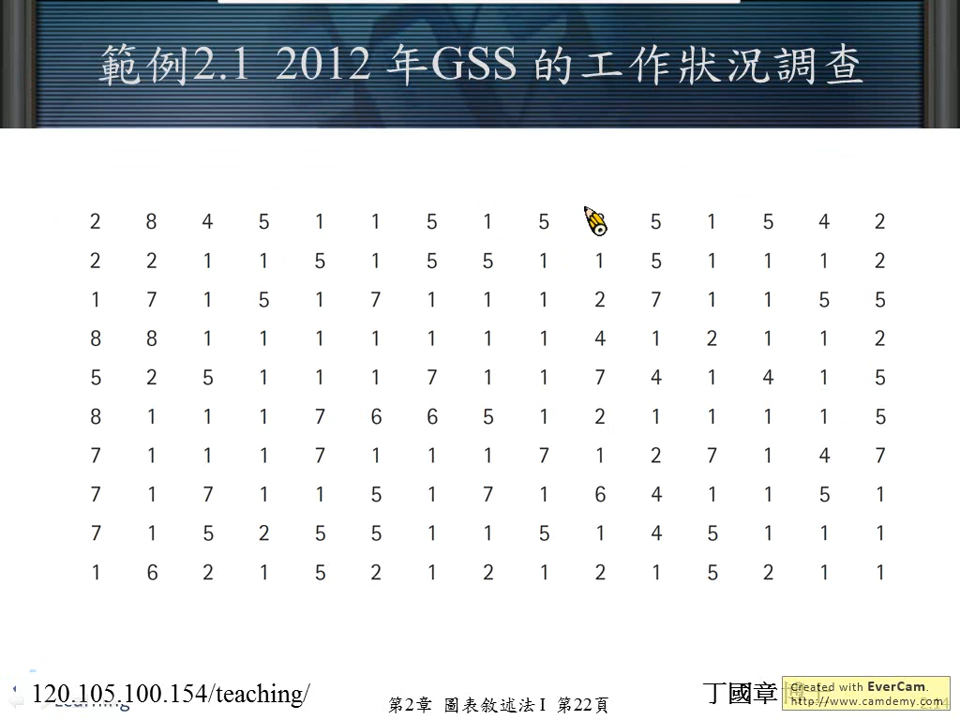 範例2.1 2012 年GSS 的工作狀況調查
2 8 4 5 1 1 5 1 5 5 1 5 4 2
2 2 1 1 5 1 5 5 1 1 5 1 1 1 2
1 7 1 5 1 7 1 1 1 2 7 1 1 5 5
8 8 1 1 1 1 1 1 1 4 1 2 1 1 2
5 2 5 1 1 1 7 1 1 7 4 1 4 1 5
8 1 1 1 7 6 6 5 1 2 1 1 1 1 5
7 1 1 1 7 1 1 1 7 1 2 7 1 4 7
7 1 7 1 1 5 1 7 1 6 4 1 1 5 1
7 1 5 2 5 5 1 1 5 1 4 5 1 1 1
1 6 2 1 5 2 1 2 1 2 1 5 2 1 1
120.105.100.154/teaching/
Learning
第2章 圖表敘述法 I 第22頁
丁國章
Created with EverCam.
http://www.camdemy.com